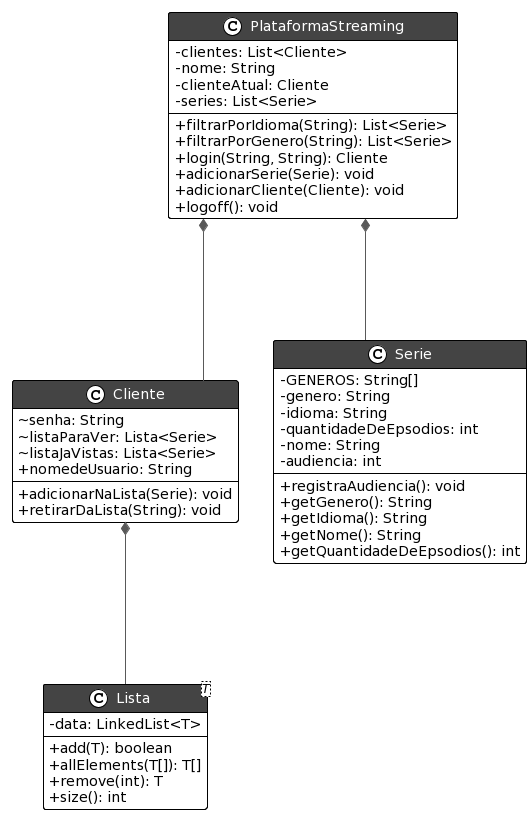 C PlataformaStreaming
-clientes: List<Cliente>
-nome: String
-clienteAtual: Cliente
-series: List<Serie>
+filtrarPorIdioma(String): List<Serie>
+filtrarPorGenero(String): List<Serie>
+login(String, String): Cliente
+adicionarSerie(Serie): void
+adicionarCliente(Cliente): void
+logoff(): void
C Cliente
~senha: String
~listaParaVer: Lista<Serie>
~listaJaVistas: Lista<Serie>
+nomedeUsuario: String
+adicionarNaLista(Serie): void
+retirarDaLista(String): void
C Serie
-GENEROS: String[]
-genero: String
-idioma: String
-quantidadeDeEpsodios: int
-nome: String
-audiencia: int
+registraAudiencia(): void
+getGenero(): String
+getIdioma(): String
+getNome(): String
+getQuantidadeDeEpsodios(): int
C Lista
T
-data: LinkedList<T>
+add(T): boolean
+allElements(T[]): T[]
+remove(int): T
+size(): int